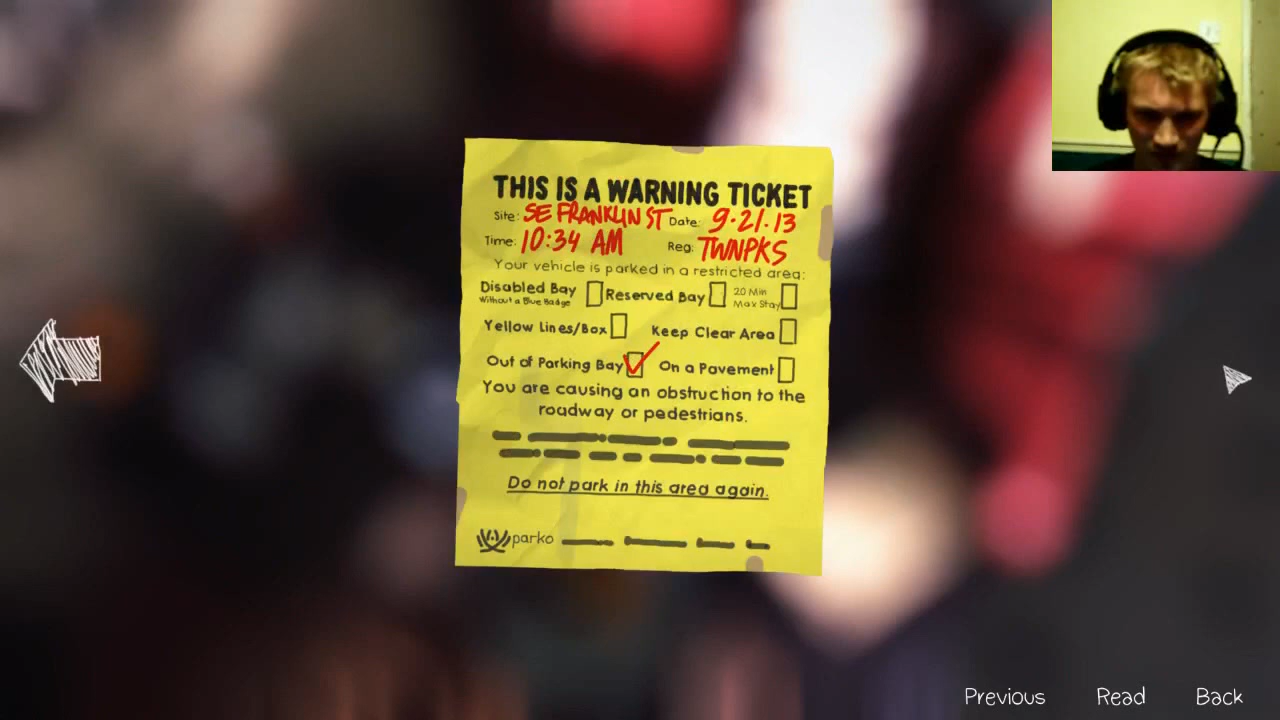 THIS IS A WARNING TICKET
Site: SE FRANKLIN ST Date: 9.21.13
Time: 10:34 AM Reg: TWNPKS
Your vehicle is parked in a restricted area:
Disabled Bay Reserved Bay 20 Min
Without a Blue Badge Max Stay
Yellow Lines/Box Keep Clear Area
Out of Parking Bay On a Pavement
You are causing an obstruction to the
roadway or pedestrians.
Do not park in this area again.
parko
Previous Read Back